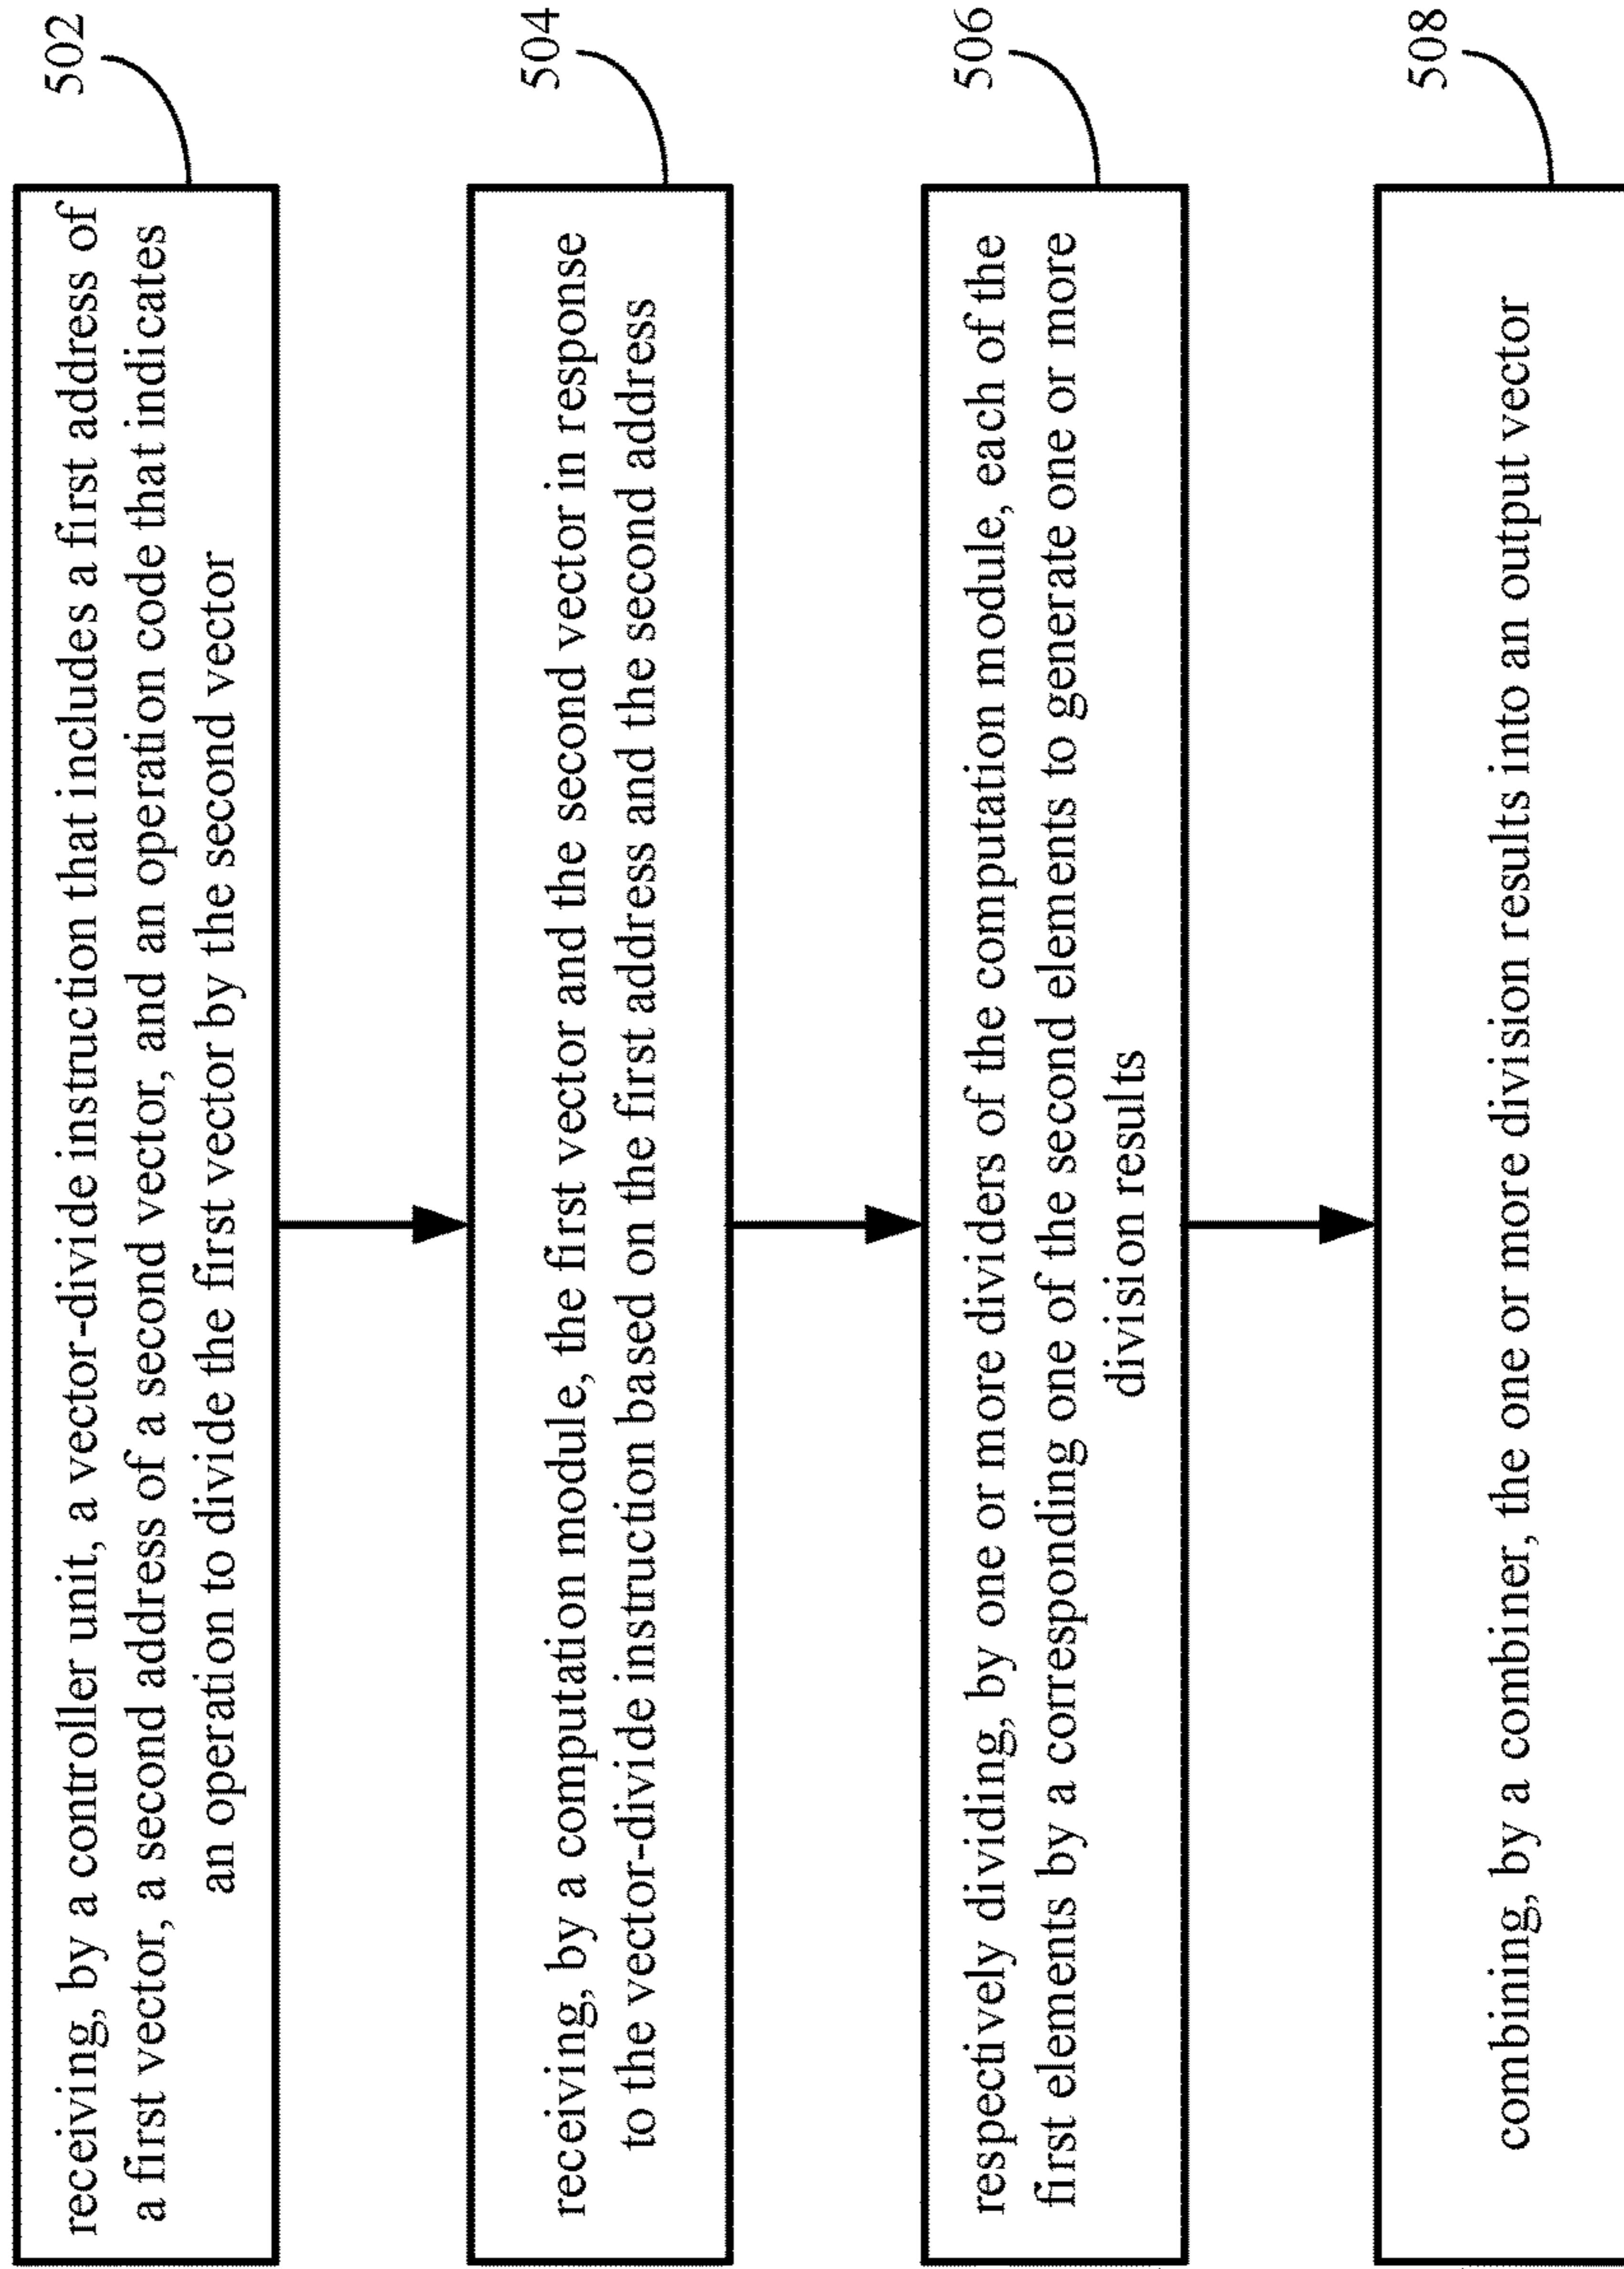 receiving, by a controller unit, a vector-divide instruction that includes a first address of
a first vector, a second address of a second vector, and an operation code that indicates
an operation to divide the first vector by the second vector
502
receiving, by a computation module, the first vector and the second vector in response
to the vector-divide instruction based on the first address and the second address
504
respectively dividing, by one or more dividers of the computation module, each of the
first elements by a corresponding one of the second elements to generate one or more
division results
506
combining, by a combiner, the one or more division results into an output vector
508